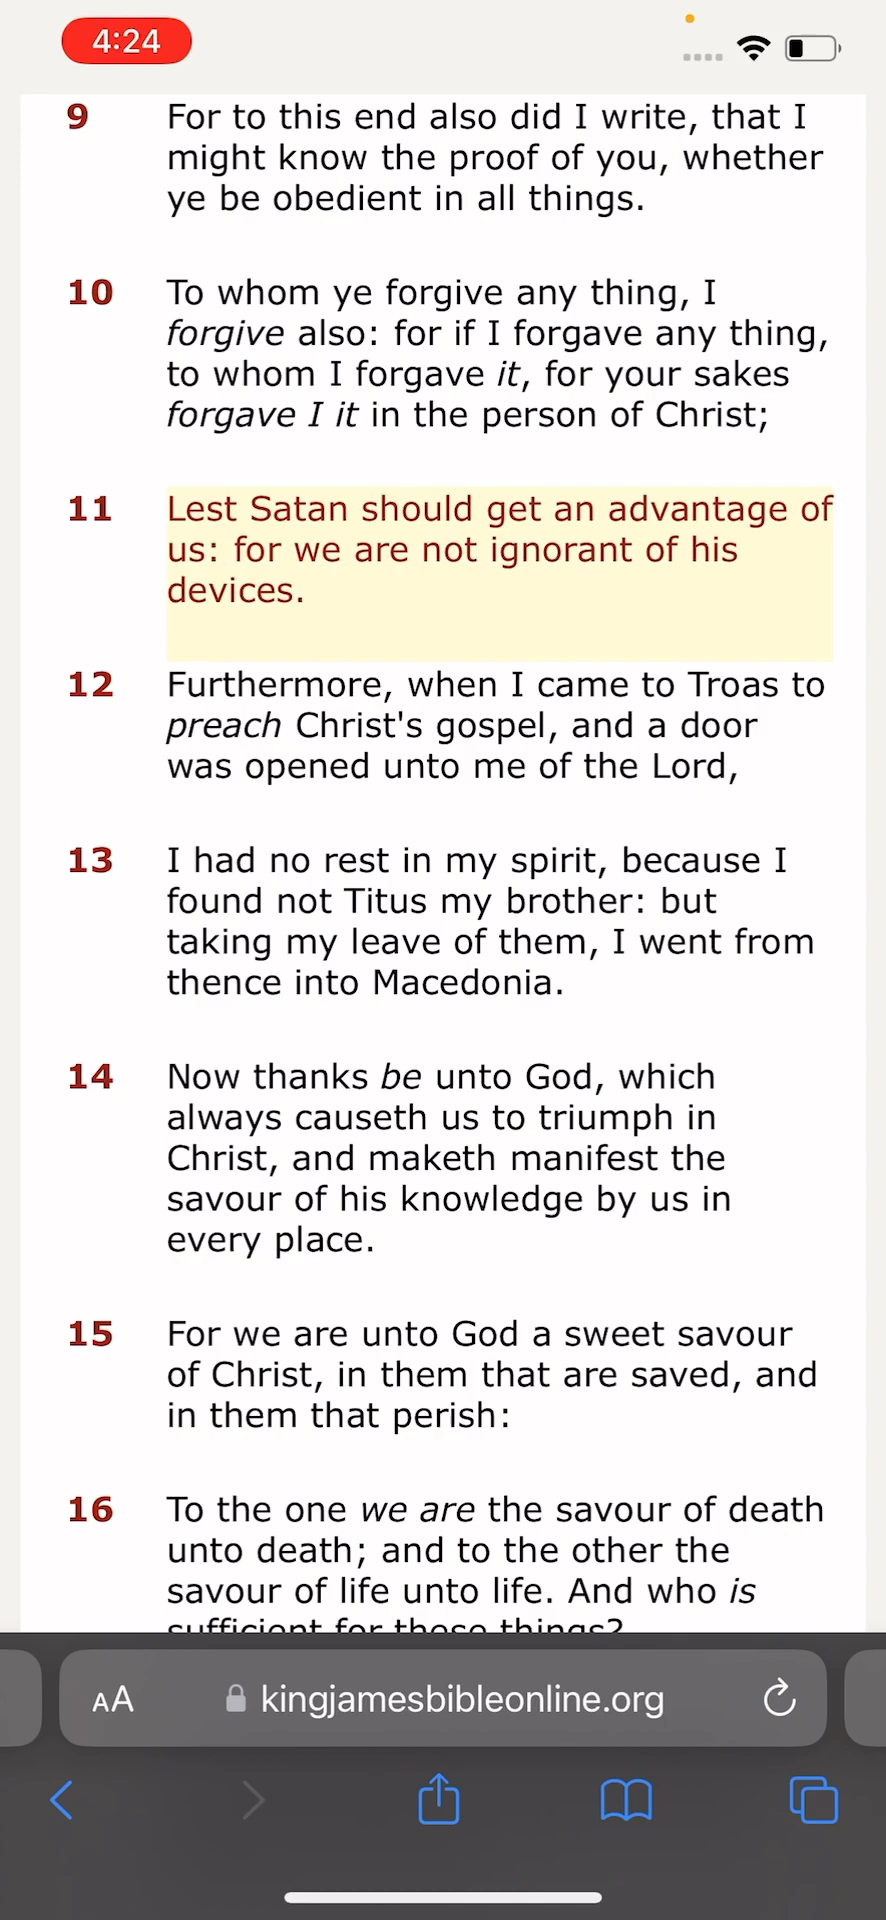 4:24
9 For to this end also did I write, that I
might know the proof of you, whether
ye be obedient in all things.
10 To whom ye forgive any thing, I
forgive also: for if I forgave any thing,
to whom I forgave it, for your sakes
forgave I it in the person of Christ;
11 Lest Satan should get an advantage of
us: for we are not ignorant of his
devices.
12 Furthermore, when I came to Troas to
preach Christ's gospel, and a door
was opened unto me of the Lord,
13 I had no rest in my spirit, because I
found not Titus my brother: but
taking my leave of them, I went from
thence into Macedonia.
14 Now thanks be unto God, which
always causeth us to triumph in
Christ, and maketh manifest the
savour of his knowledge by us in
every place.
15 For we are unto God a sweet savour
of Christ, in them that are saved, and
in them that perish:
16 To the one we are the savour of death
unto death; and to the other the
savour of life unto life. And who is
sufficient for these things?
AA kingjamesbibleonline.org